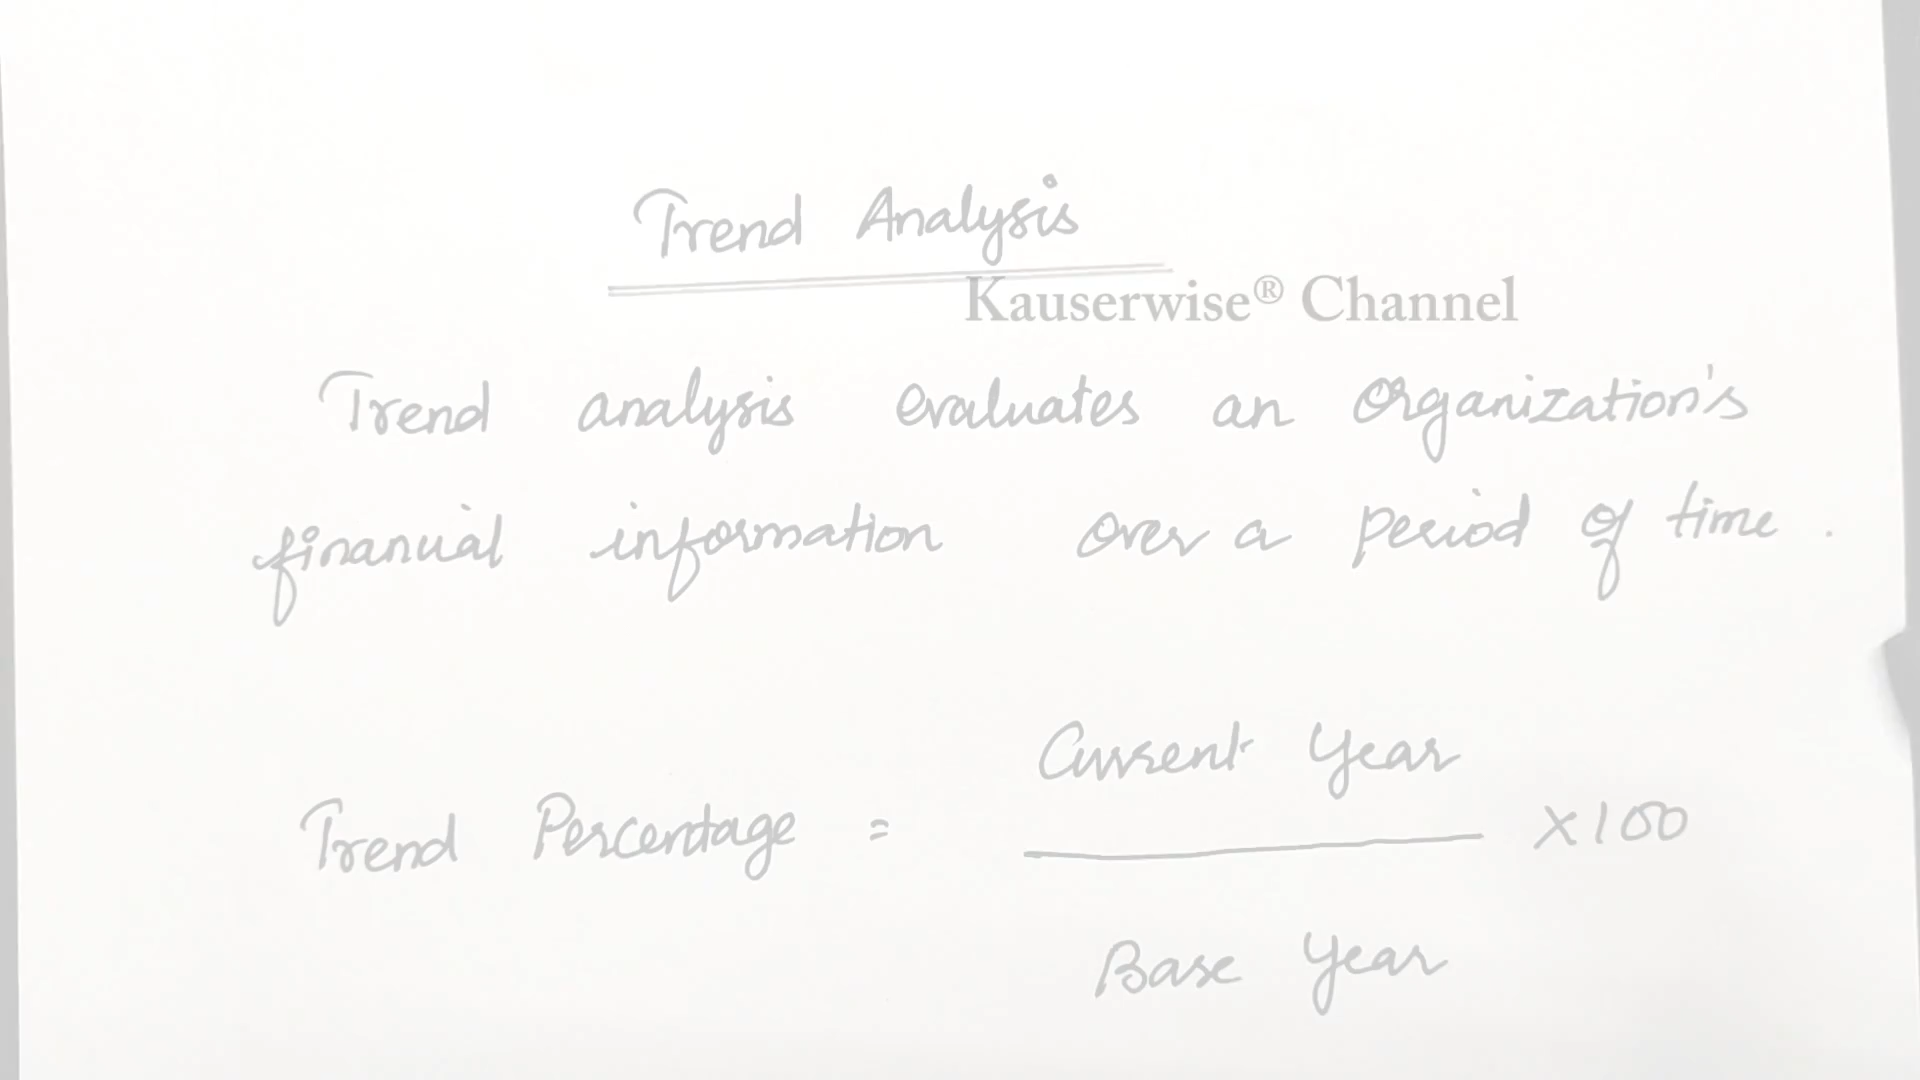 Trend Analysis
Kauserwise® Channel
Trend analysis evaluates an Organization's
financial information over a period of time.
Current Year
Trend Percentage = ——— X100
Base Year